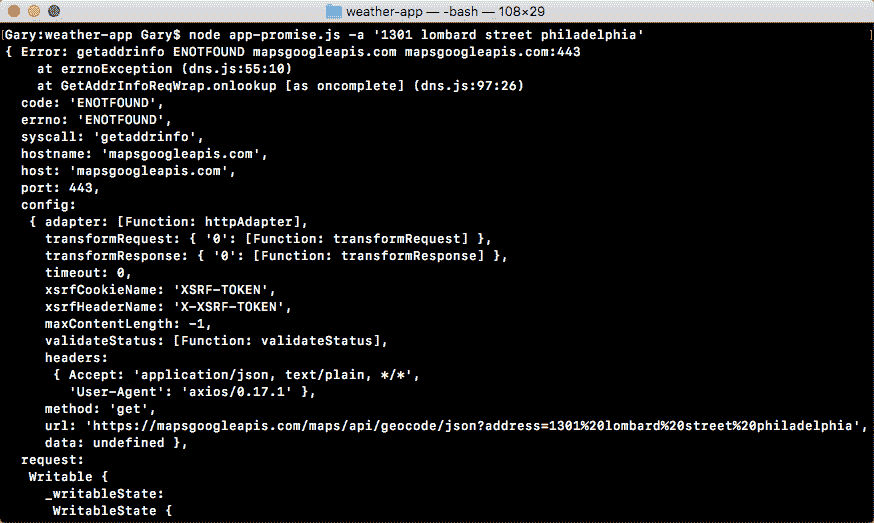 weather-app — -bash — 108×29
[Gary:weather-app Gary$ node app-promise.js -a '1301 lombard street philadelphia' ]
{ Error: getaddrinfo ENOTFOUND mapsgoogleapis.com mapsgoogleapis.com:443
at errnoException (dns.js:55:10)
at GetAddrInfoReqWrap.onlookup [as oncomplete] (dns.js:97:26)
code: 'ENOTFOUND',
errno: 'ENOTFOUND',
syscall: 'getaddrinfo',
hostname: 'mapsgoogleapis.com',
host: 'mapsgoogleapis.com',
port: 443,
config:
{ adapter: [Function: httpAdapter],
transformRequest: { '0': [Function: transformRequest] },
transformResponse: { '0': [Function: transformResponse] },
timeout: 0,
xsrfCookieName: 'XSRF-TOKEN',
xsrfHeaderName: 'X-XSRF-TOKEN',
maxContentLength: -1,
validateStatus: [Function: validateStatus],
headers:
{ Accept: 'application/json, text/plain, */*',
'User-Agent': 'axios/0.17.1' },
method: 'get',
url: 'https://mapsgoogleapis.com/maps/api/geocode/json?address=1301%20lombard%20street%20philadelphia',
data: undefined },
request:
Writable {
_writableState:
WritableState {